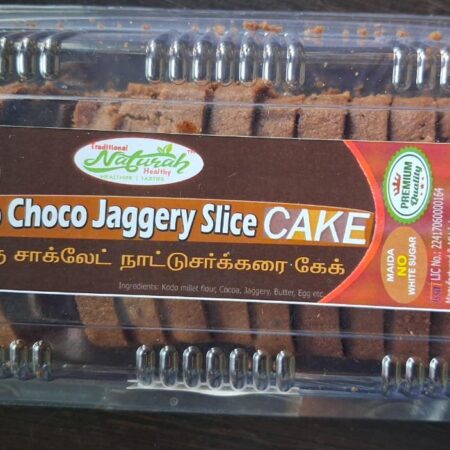 Traditional
Naturah
Healthy
HEALTHIER | TASTIER
Choco Jaggery Slice CAKE
சாக்லேட் நாட்டுசர்க்கரை கேக்
Ingredients: Kodo millet flour, Cocoa, Jaggery, Butter, Egg etc
PREMIUM
Quality
MAIDA
NO
WHITE SUGAR
LIC No.: 22417060000164